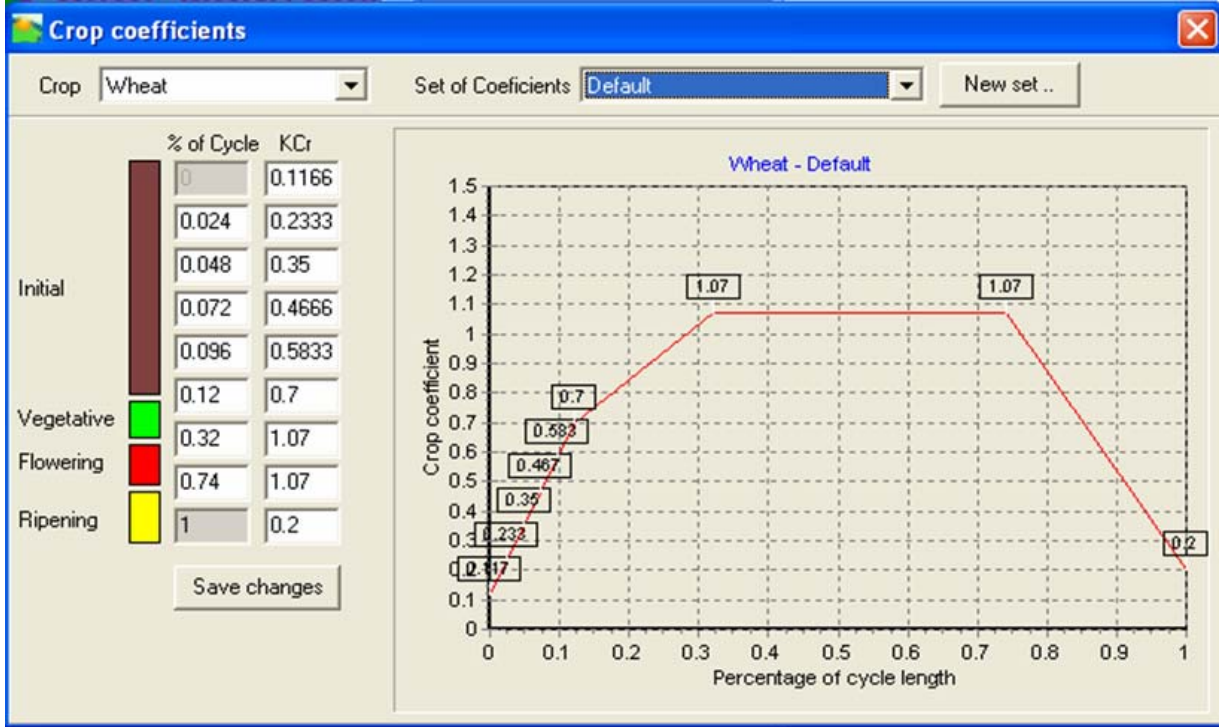 Crop coefficients
Crop Wheat Set of Coeficients Default New set ..
% of Cycle KCr
0 0.1166
0.024 0.2333
0.048 0.35
Initial
0.072 0.4666
0.096 0.5833
0.12 0.7
Vegetative
0.32 1.07
Flowering
0.74 1.07
Ripening
1 0.2
Save changes
Wheat - Default
1.5
1.4
1.3
1.2
1.1
1
0.9
0.8
0.7
0.6
0.5
0.4
0.3
0.2
0.1
0
Crop coefficient
1.07 1.07
0.7
0.583
0.467
0.35
0.233
0.117
0.2
0 0.1 0.2 0.3 0.4 0.5 0.6 0.7 0.8 0.9 1
Percentage of cycle length